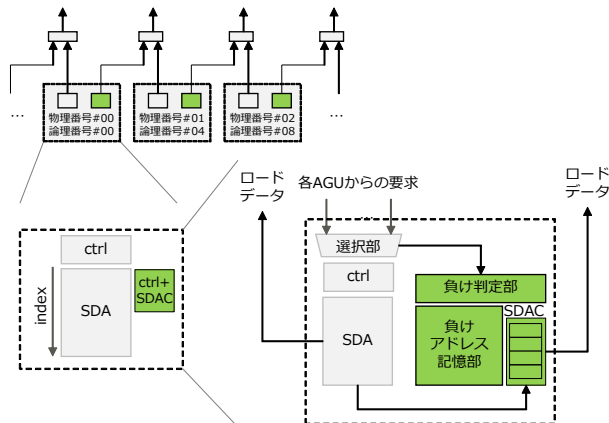 …
物理番号#00
論理番号#00
物理番号#01
論理番号#04
物理番号#02
論理番号#08
…
ロード
データ
各AGUからの要求
ロード
データ
…
選択部
ctrl
ctrl
負け判定部
index
SDA
ctrl+
SDAC
SDAC
SDA
負け
アドレス
記憶部